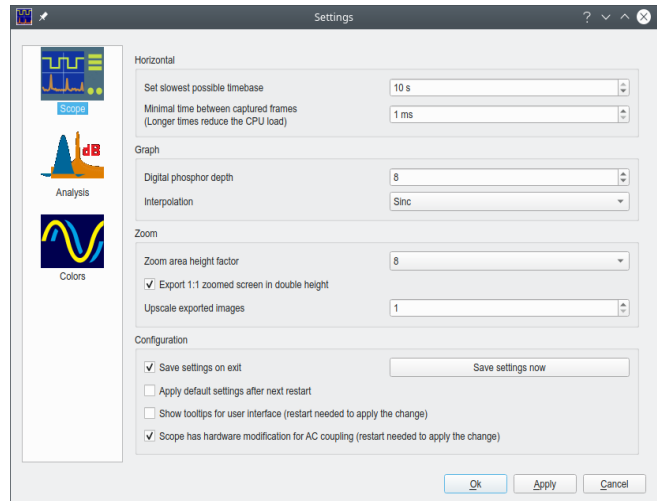 Settings
Scope
dB
Analysis
Colors
Horizontal
Set slowest possible timebase 10 s
Minimal time between captured frames
(Longer times reduce the CPU load) 1 ms
Graph
Digital phosphor depth 8
Interpolation Sinc
Zoom
Zoom area height factor 8
Export 1:1 zoomed screen in double height
Upscale exported images 1
Configuration
Save settings on exit Save settings now
Apply default settings after next restart
Show tooltips for user interface (restart needed to apply the change)
Scope has hardware modification for AC coupling (restart needed to apply the change)
Ok Apply Cancel